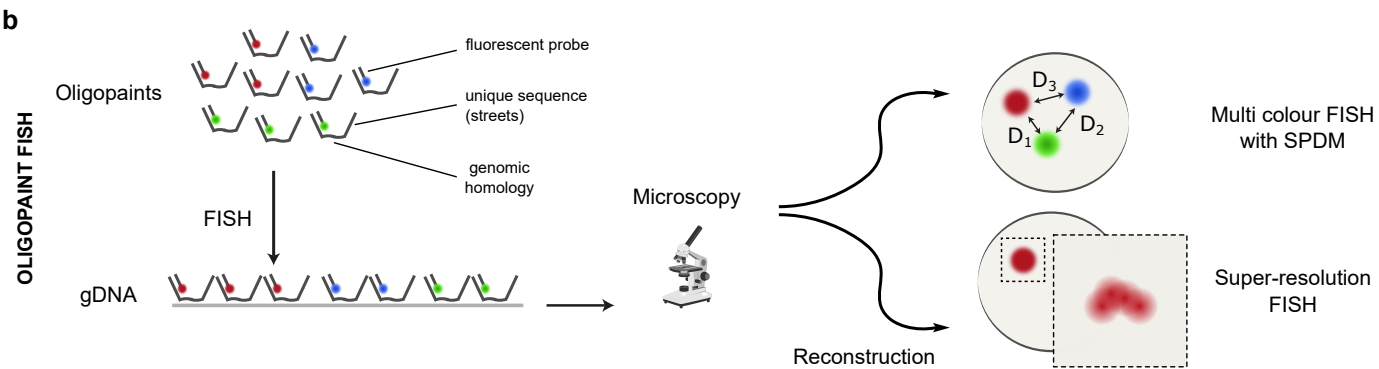 b
OLIGOPAINT FISH
Oligopaints
fluorescent probe
unique sequence
(streets)
genomic
homology
FISH
gDNA
Microscopy
Reconstruction
D₃
D₁
D₂
Multi colour FISH
with SPDM
Super-resolution
FISH